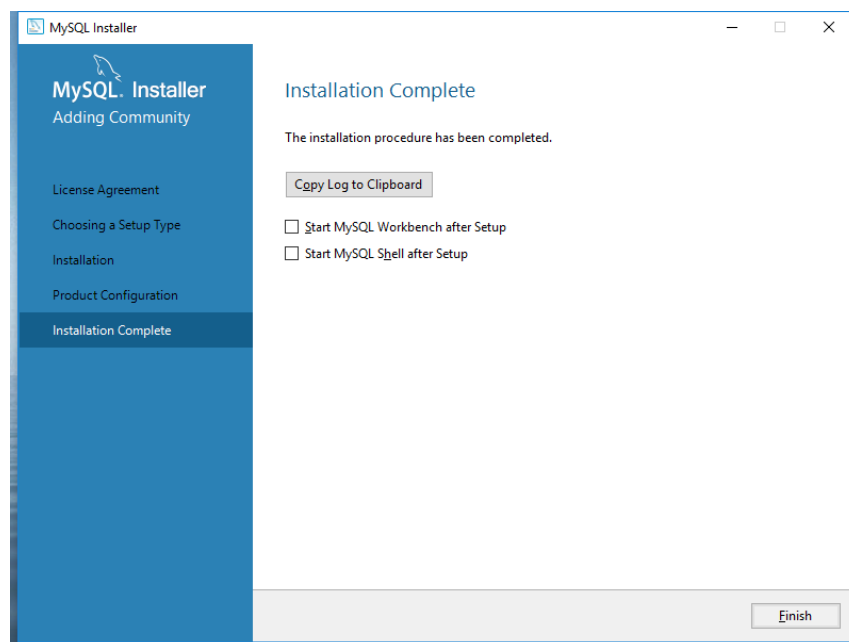 MySQL Installer
MySQL. Installer
Adding Community
License Agreement
Choosing a Setup Type
Installation
Product Configuration
Installation Complete
Installation Complete
The installation procedure has been completed.
Copy Log to Clipboard
Start MySQL Workbench after Setup
Start MySQL Shell after Setup
Finish